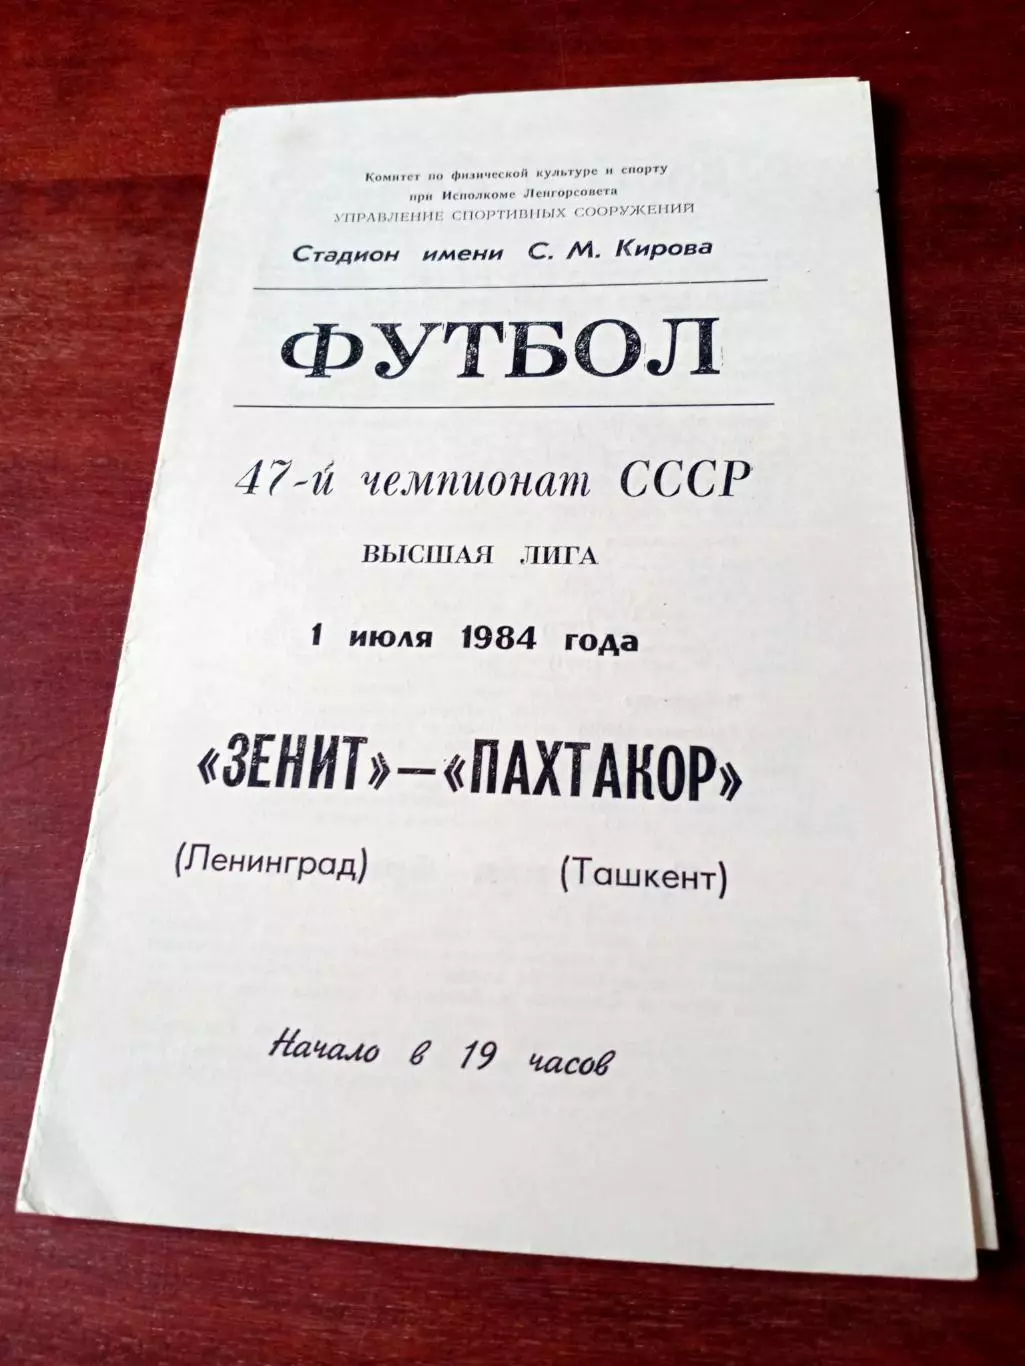 Комитет по физической культуре и спорту
при Исполкоме Ленгорсовета
УПРАВЛЕНИЕ СПОРТИВНЫХ СООРУЖЕНИЙ
Стадион имени С. М. Кирова
ФУТБОЛ
47-й чемпионат СССР
ВЫСШАЯ ЛИГА
1 июля 1984 года
«ЗЕНИТ» — «ПАХТАКОР»
(Ленинград) (Ташкент)
Начало в 19 часов